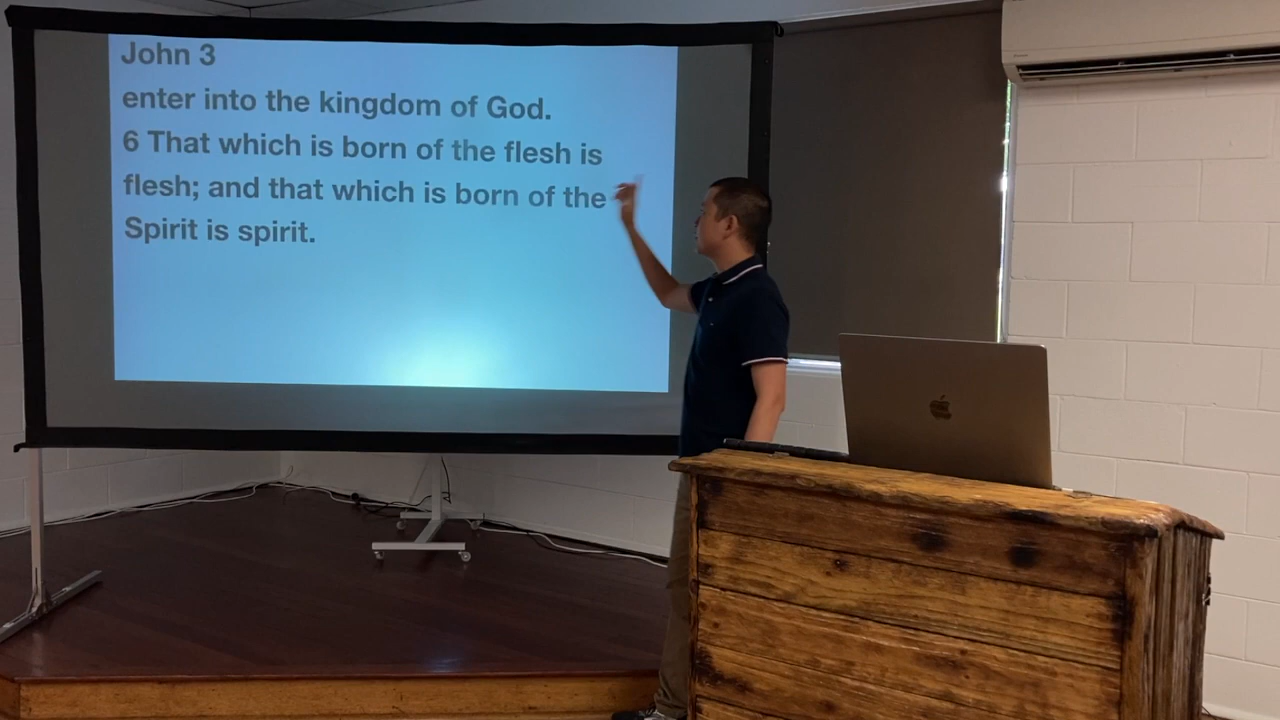 John 3
enter into the kingdom of God.
6 That which is born of the flesh is
flesh; and that which is born of the
Spirit is spirit.